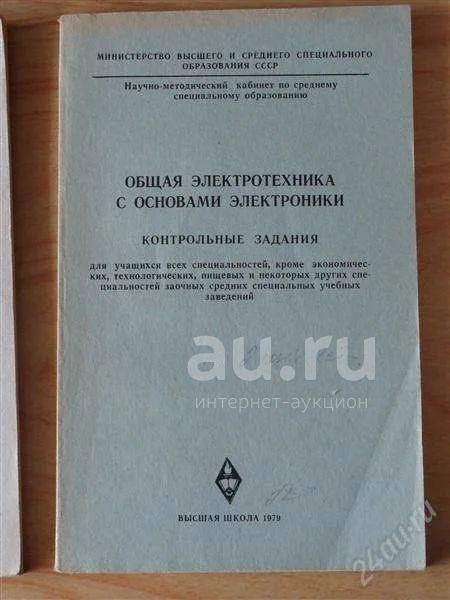 МИНИСТЕРСТВО ВЫСШЕГО И СРЕДНЕГО СПЕЦИАЛЬНОГО
ОБРАЗОВАНИЯ СССР
Научно-методический кабинет по среднему
специальному образованию
ОБЩАЯ ЭЛЕКТРОТЕХНИКА
С ОСНОВАМИ ЭЛЕКТРОНИКИ
КОНТРОЛЬНЫЕ ЗАДАНИЯ
для учащихся всех специальностей, кроме экономичес-
ких, технологических, пищевых и некоторых других спе-
циальностей заочных средних специальных учебных
заведений
au.ru
интернет-аукцион
ВЫСШАЯ ШКОЛА 1979
24au.ru